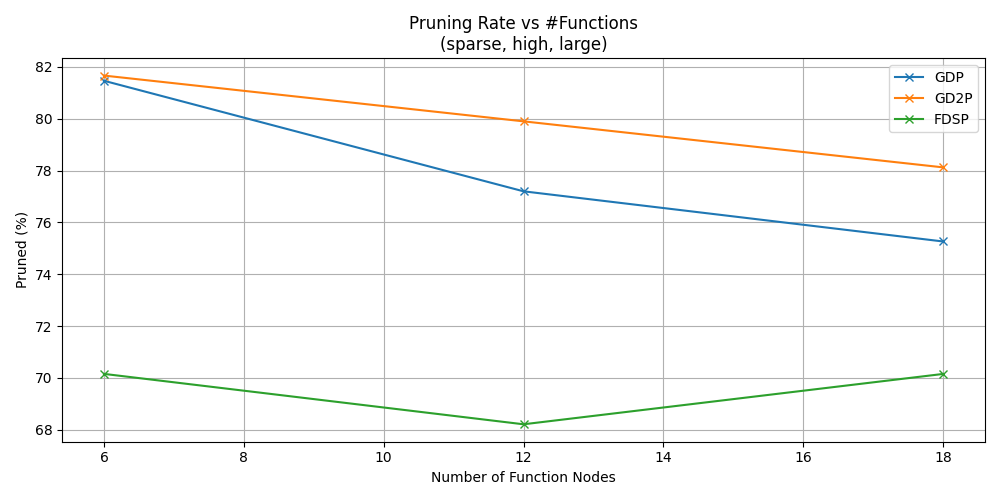 Pruning Rate vs #Functions
(sparse, high, large)
GDP
GD2P
FDSP
Pruned (%)
82
80
78
76
74
72
70
68
6 8 10 12 14 16 18
Number of Function Nodes